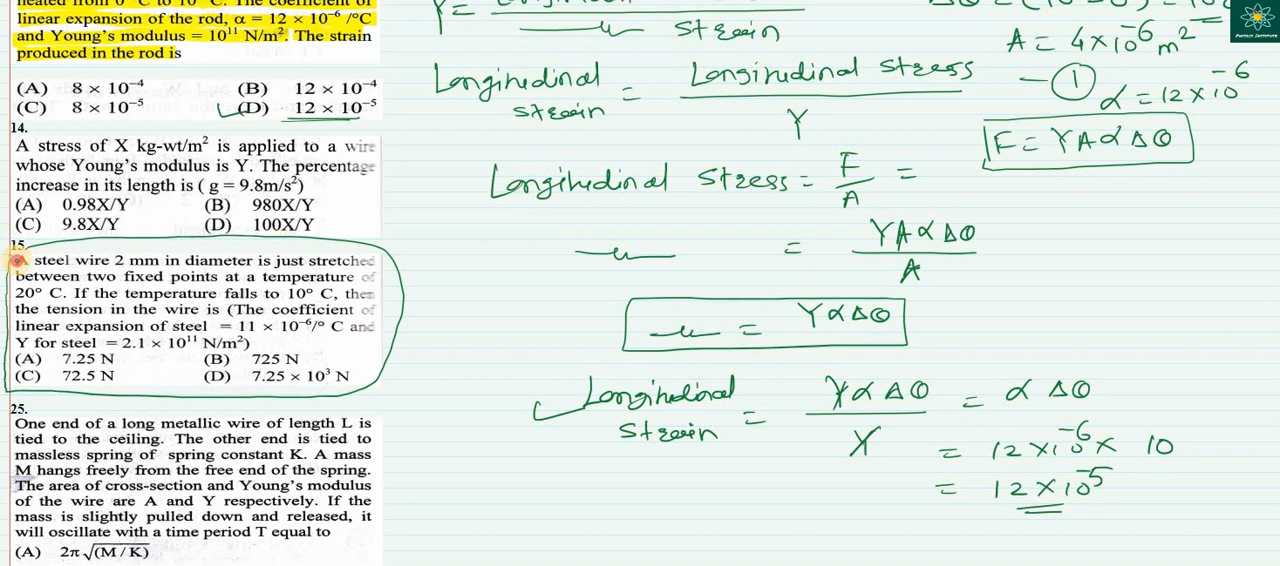 heated from 0° C to 10° C. The coefficient of
linear expansion of the rod, α = 12 × 10⁻⁶ /°C
and Young's modulus = 10¹¹ N/m². The strain
produced in the rod is
(A) 8 × 10⁻⁴ (B) 12 × 10⁻⁴
(C) 8 × 10⁻⁵ (D) 12 × 10⁻⁵
14.
A stress of X kg-wt/m² is applied to a wire
whose Young's modulus is Y. The percentage
increase in its length is ( g = 9.8m/s²)
(A) 0.98X/Y (B) 980X/Y
(C) 9.8X/Y (D) 100X/Y
15.
A steel wire 2 mm in diameter is just stretched
between two fixed points at a temperature of
20° C. If the temperature falls to 10° C, then
the tension in the wire is (The coefficient of
linear expansion of steel = 11 × 10⁻⁶/° C and
Y for steel = 2.1 × 10¹¹ N/m²)
(A) 7.25 N (B) 725 N
(C) 72.5 N (D) 7.25 × 10³ N
25.
One end of a long metallic wire of length L is
tied to the ceiling. The other end is tied to
massless spring of spring constant K. A mass
M hangs freely from the free end of the spring.
The area of cross-section and Young's modulus
of the wire are A and Y respectively. If the
mass is slightly pulled down and released, it
will oscillate with a time period T equal to
(A) 2π √(M / K)
Y =
strain
A = 4×10⁻⁶ m²
Longitudinal strain = Longitudinal stress / Y — ①
α = 12 × 10⁻⁶
F = YAαΔθ
Longitudinal stress = F/A =
= YAαΔθ / A
= YαΔθ
Longitudinal strain = YαΔθ / Y = α Δθ
= 12 × 10⁻⁶ × 10
= 12 × 10⁻⁵